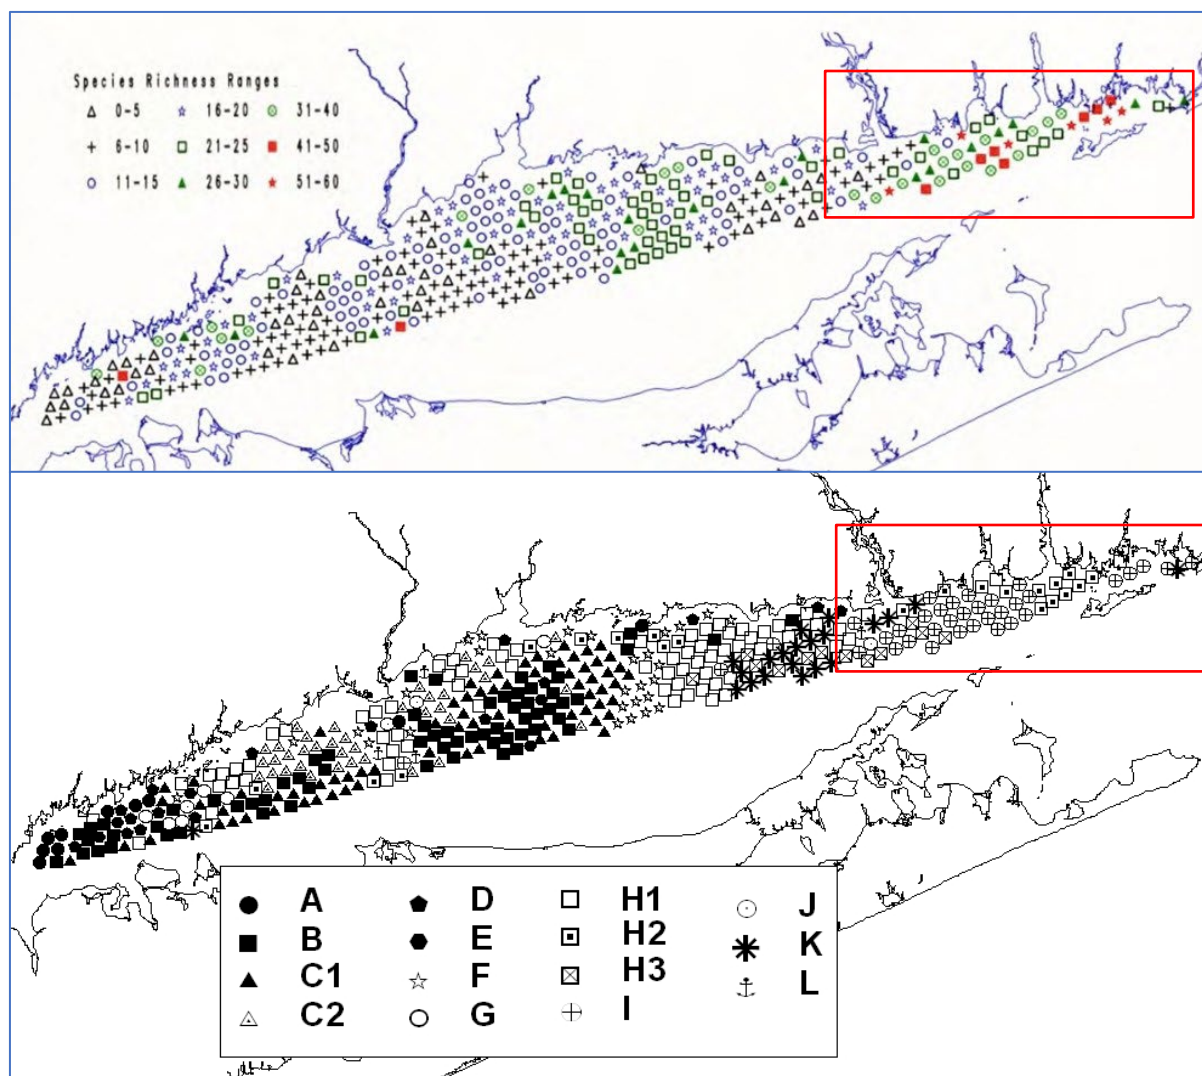 Species Richness Ranges
0-5 16-20 31-40
6-10 21-25 41-50
11-15 26-30 51-60
A D H1 J
B E H2 K
C1 F H3 L
C2 G I